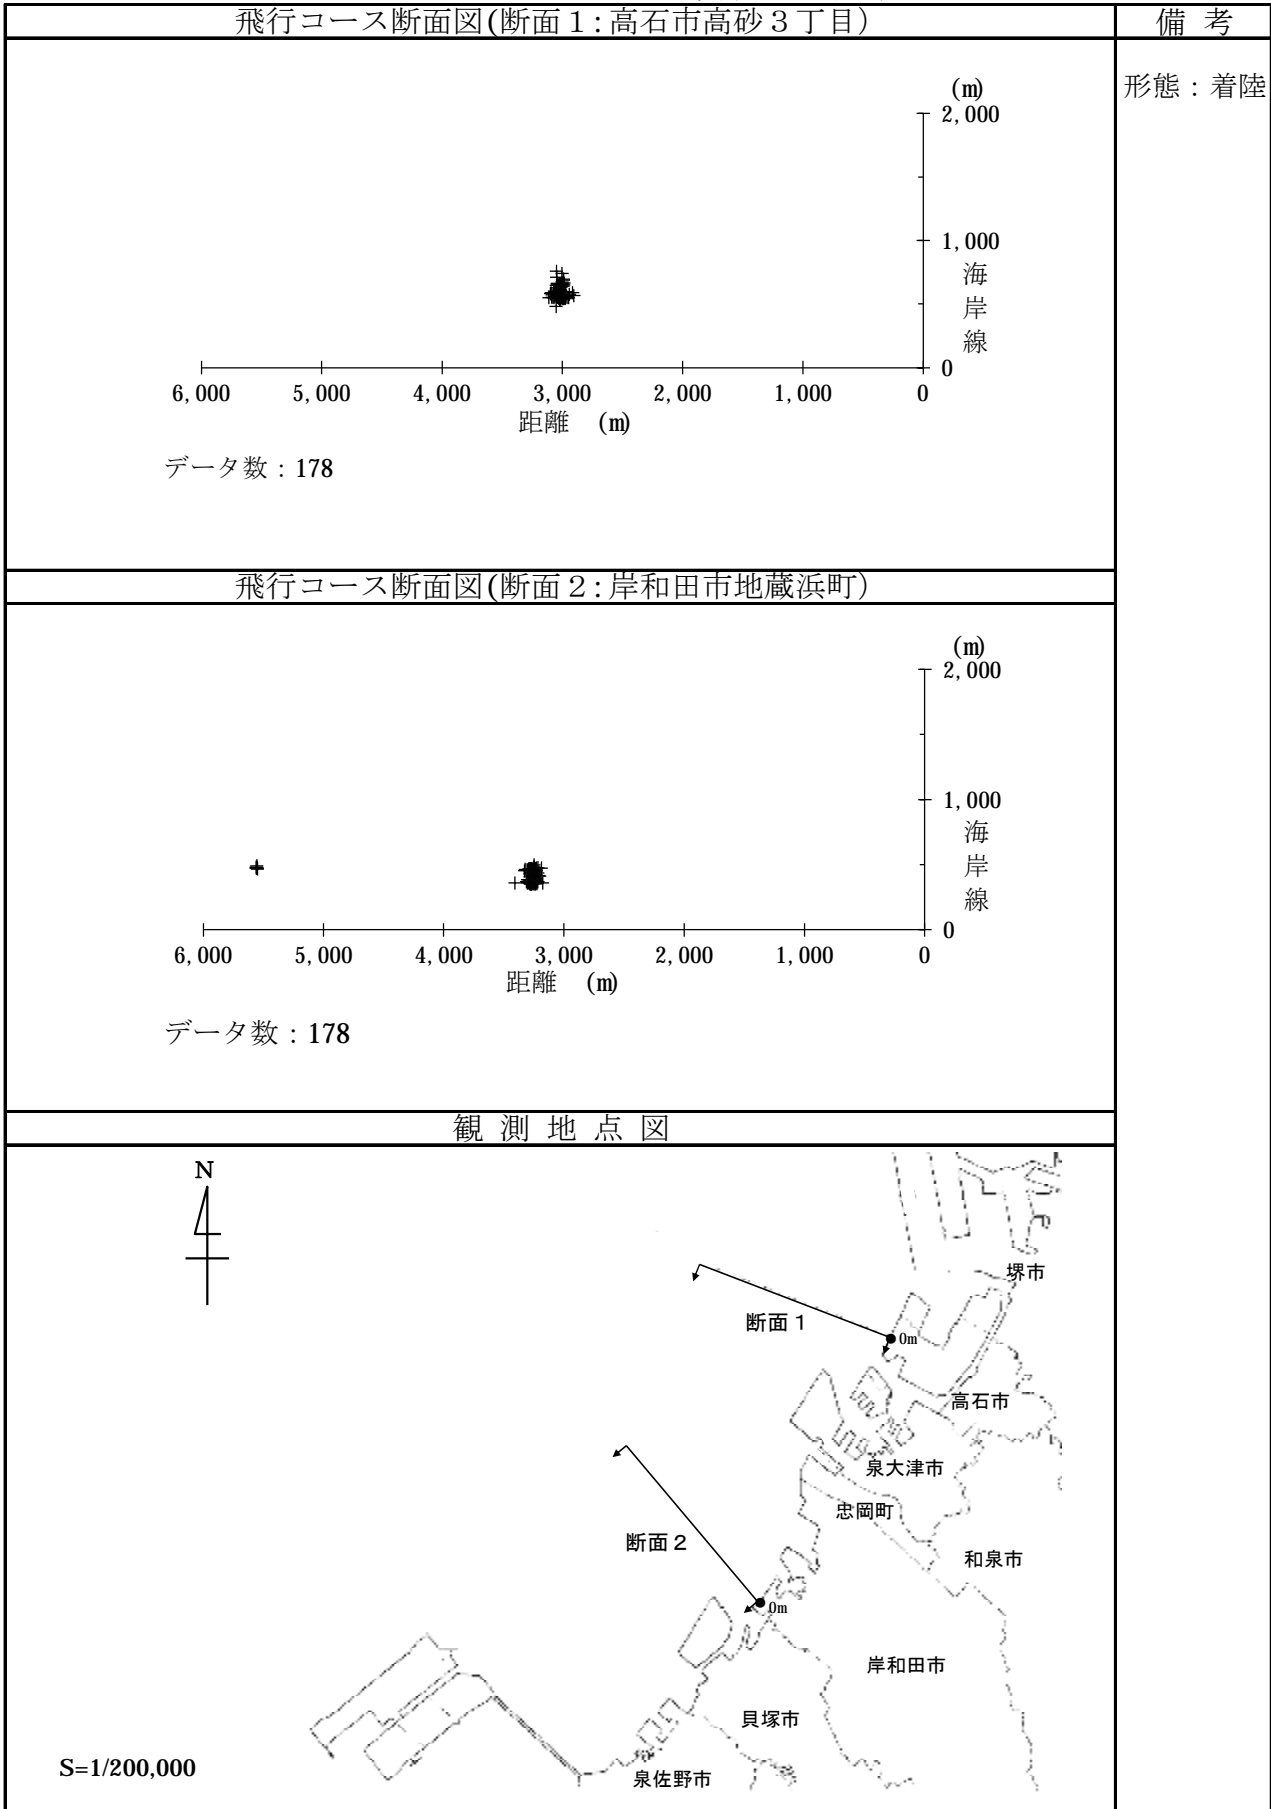 飛行コース断面図(断面１:高石市高砂３丁目)
備 考
形態：着陸
(m)
2,000
1,000
海岸線
0
6,000 5,000 4,000 3,000 2,000 1,000 0
距離 (m)
データ数：178
飛行コース断面図(断面２:岸和田市地蔵浜町)
(m)
2,000
1,000
海岸線
0
6,000 5,000 4,000 3,000 2,000 1,000 0
距離 (m)
データ数：178
観 測 地 点 図
N
堺市
断面１
0m
高石市
泉大津市
忠岡町
断面２
和泉市
0m
岸和田市
貝塚市
S=1/200,000
泉佐野市